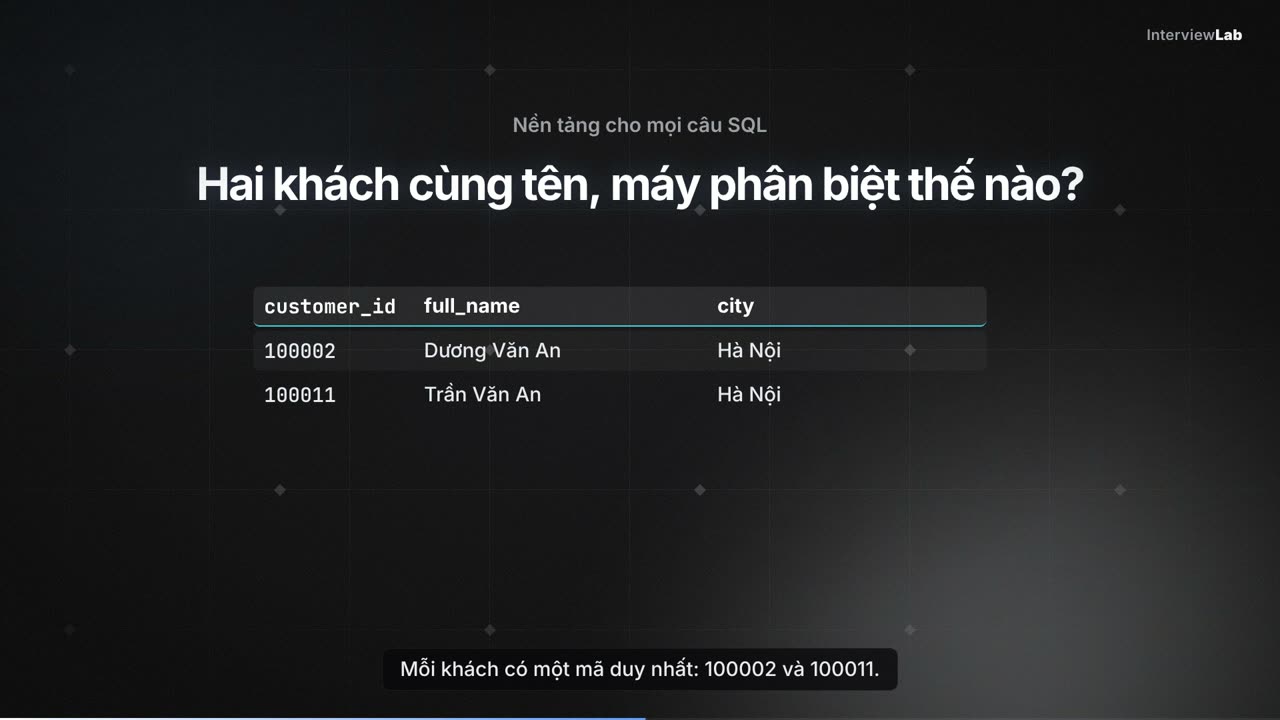 InterviewLab
Nền tảng cho mọi câu SQL
Hai khách cùng tên, máy phân biệt thế nào?
customer_id full_name city
100002 Dương Văn An Hà Nội
100011 Trần Văn An Hà Nội
Mỗi khách có một mã duy nhất: 100002 và 100011.